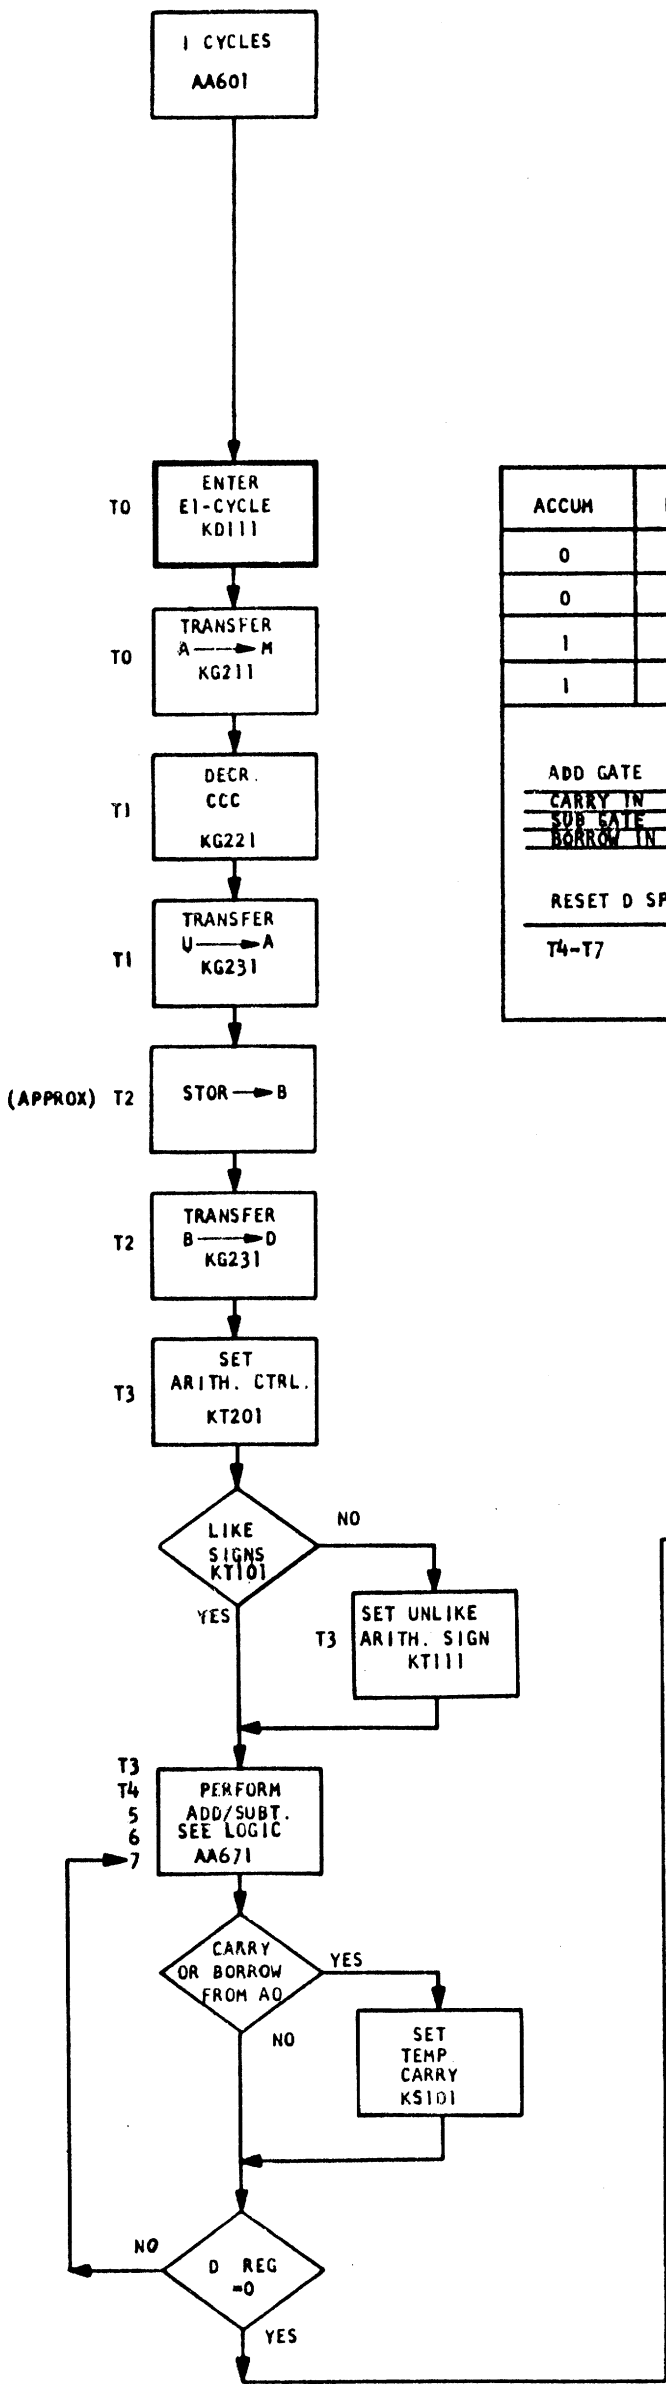 I CYCLES
AA601
T0
ENTER
E1-CYCLE
KD111
T0
TRANSFER
A → M
KG211
T1
DECR.
CCC
KG221
T1
TRANSFER
U → A
KG231
(APPROX) T2
STOR → B
T2
TRANSFER
B → D
KG231
T3
SET
ARITH. CTRL.
KT201
LIKE
SIGNS
KT101
NO
YES
T3
SET UNLIKE
ARITH. SIGN
KT111
T3
T4
5
6
7
PERFORM
ADD/SUBT.
SEE LOGIC
AA671
CARRY
OR BORROW
FROM A0
YES
NO
SET
TEMP
CARRY
KS101
NO
D REG
=0
YES
ACCUM
0
0
1
1
ADD GATE
CARRY IN
SUB GATE
BORROW IN
RESET D SP
T4-T7